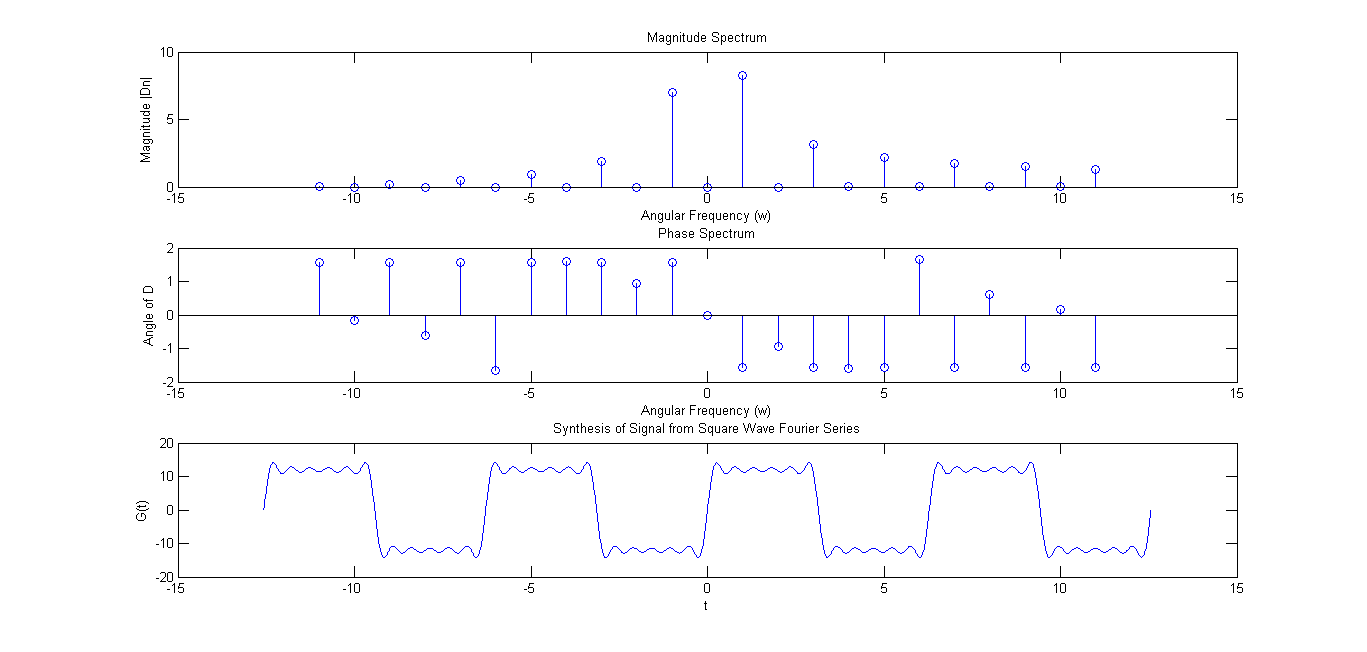 Magnitude Spectrum
10
5
0
Magnitude |Dn|
-15 -10 -5 0 5 10 15
Angular Frequency (w)
Phase Spectrum
2
1
0
-1
-2
Angle of D
-15 -10 -5 0 5 10 15
Angular Frequency (w)
Synthesis of Signal from Square Wave Fourier Series
20
10
0
-10
-20
G(t)
-15 -10 -5 0 5 10 15
t